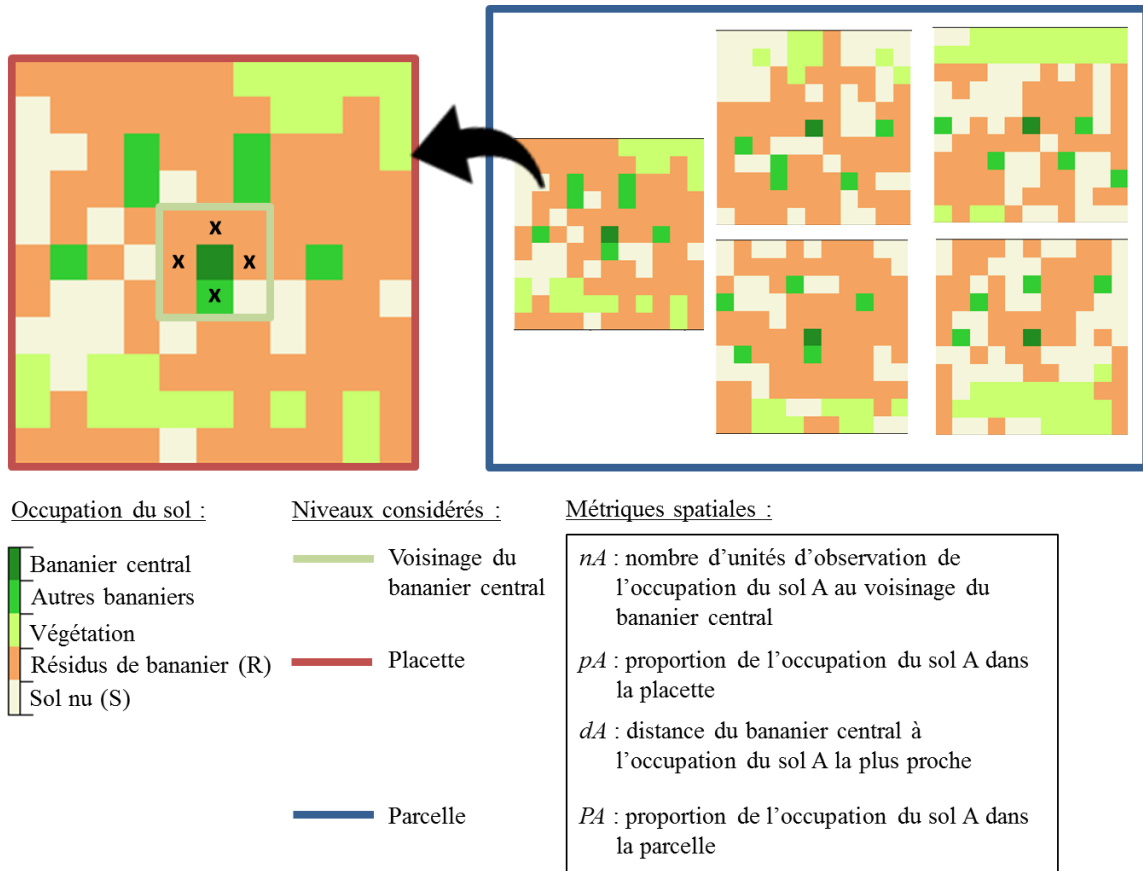 x
x x
x
Occupation du sol :
Bananier central
Autres bananiers
Végétation
Résidus de bananier (R)
Sol nu (S)
Niveaux considérés :
Voisinage du
bananier central
Placette
Parcelle
Métriques spatiales :
nA : nombre d’unités d’observation de
l’occupation du sol A au voisinage du
bananier central
pA : proportion de l’occupation du sol A dans
la placette
dA : distance du bananier central à
l’occupation du sol A la plus proche
PA : proportion de l’occupation du sol A dans
la parcelle